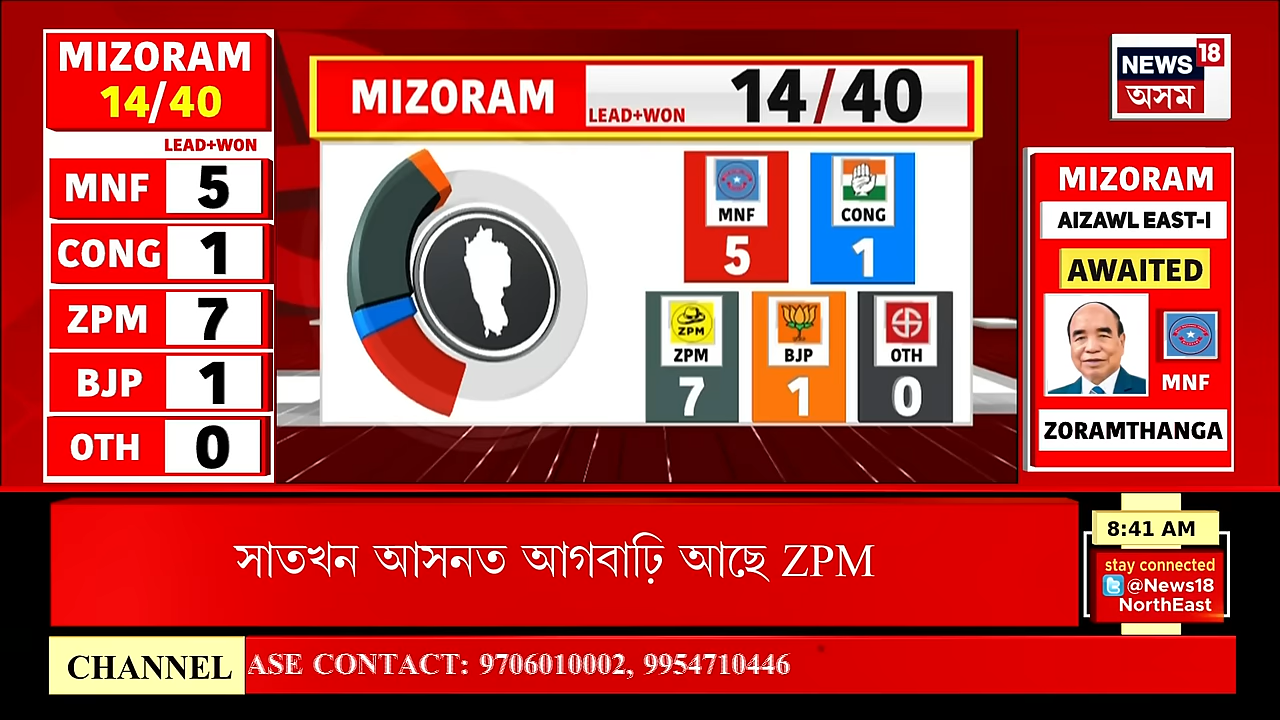 MIZORAM
14/40
LEAD+WON
MNF 5
CONG 1
ZPM 7
BJP 1
OTH 0
MIZORAM LEAD+WON 14/40
MNF
5
CONG
1
ZPM
ZPM
7
BJP
1
OTH
0
NEWS 18
অসম
MIZORAM
AIZAWL EAST-I
AWAITED
MNF
ZORAMTHANGA
সাতখন আসনত আগবাঢ়ি আছে ZPM
8:41 AM
stay connected
@News18
NorthEast
CHANNEL ASE CONTACT: 9706010002, 9954710446